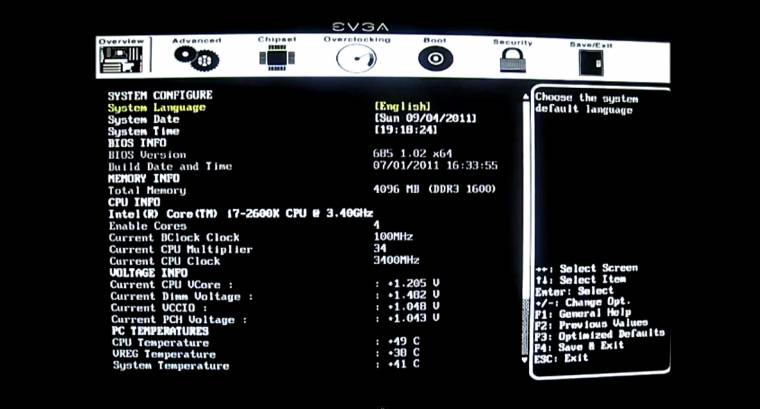 EVGA
Overview Advanced Chipset Overclocking Boot Security Save/Exit
SYSTEM CONFIGURE
System Language [English]
System Date [Sun 09/04/2011]
System Time [19:18:24]
BIOS INFO
BIOS Version 6B5 1.02 x64
Build Date and Time 07/01/2011 16:33:55
MEMORY INFO
Total Memory 4096 MB (DDR3 1600)
CPU INFO
Intel(R) Core(TM) i7-2600K CPU @ 3.40GHz
Enable Cores 4
Current BClock Clock 100MHz
Current CPU Multiplier 34
Current CPU Clock 3400MHz
VOLTAGE INFO
Current CPU VCore : : +1.205 V
Current Dimm Voltage : : +1.482 V
Current VCCIO : : +1.048 V
Current PCH Voltage : : +1.043 V
PC TEMPERATURES
CPU Temperature : +49 C
VREG Temperature : +38 C
System Temperature : +41 C
Choose the system
default language
↔: Select Screen
↑↓: Select Item
Enter: Select
+/-: Change Opt.
F1: General Help
F2: Previous Values
F3: Optimized Defaults
F4: Save & Exit
ESC: Exit